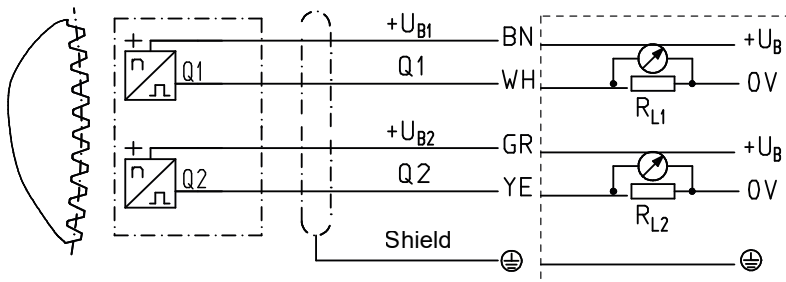 +U_B1 BN +U_B
+ n Q1 Q1 WH 0V
R_L1
+U_B2 GR +U_B
+ n Q2 Q2 YE 0V
R_L2
Shield